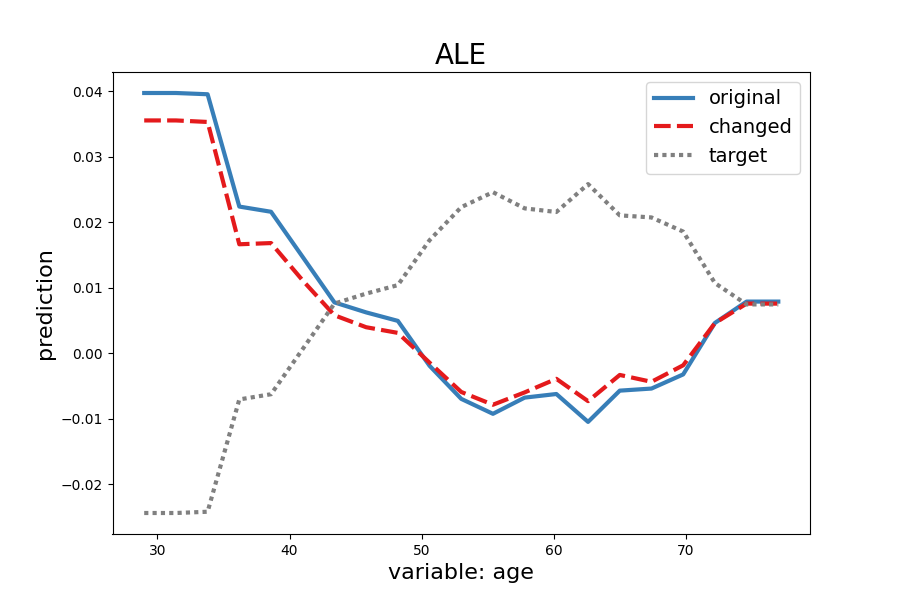 ALE
original
changed
target
prediction
0.04
0.03
0.02
0.01
0.00
−0.01
−0.02
30 40 50 60 70
variable: age